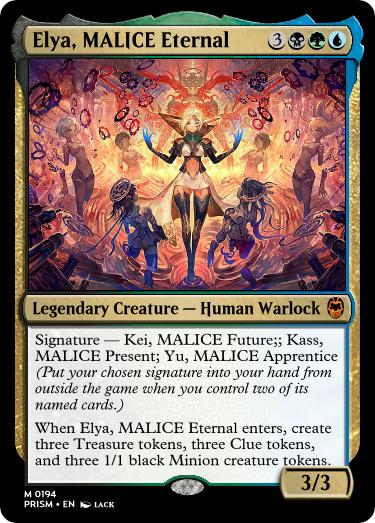 Elya, MALICE Eternal 3
Legendary Creature — Human Warlock
Signature — Kei, MALICE Future;; Kass,
MALICE Present; Yu, MALICE Apprentice
(Put your chosen signature into your hand from
outside the game when you control two of its
named cards.)
When Elya, MALICE Eternal enters, create
three Treasure tokens, three Clue tokens,
and three 1/1 black Minion creature tokens.
3/3
M 0194
PRISM • EN LACK